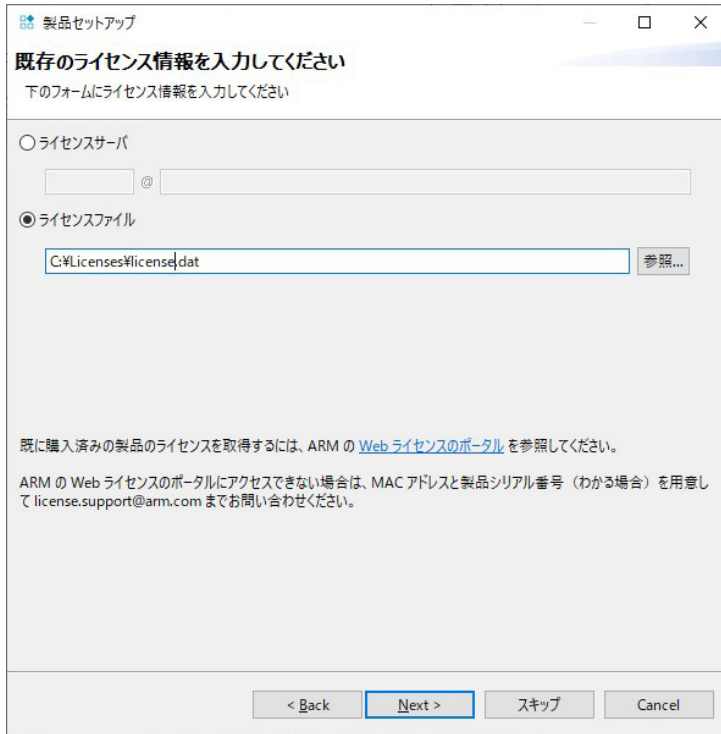 製品セットアップ
既存のライセンス情報を入力してください
下のフォームにライセンス情報を入力してください
ライセンスサーバ
@
ライセンスファイル
C:¥Licenses¥license.dat
参照...
既に購入済みの製品のライセンスを取得するには、ARM の Web ライセンスのポータル を参照してください。
ARM の Web ライセンスのポータルにアクセスできない場合は、MAC アドレスと製品シリアル番号（わかる場合）を用意し
て license.support@arm.com までお問い合わせください。
< Back Next > スキップ Cancel